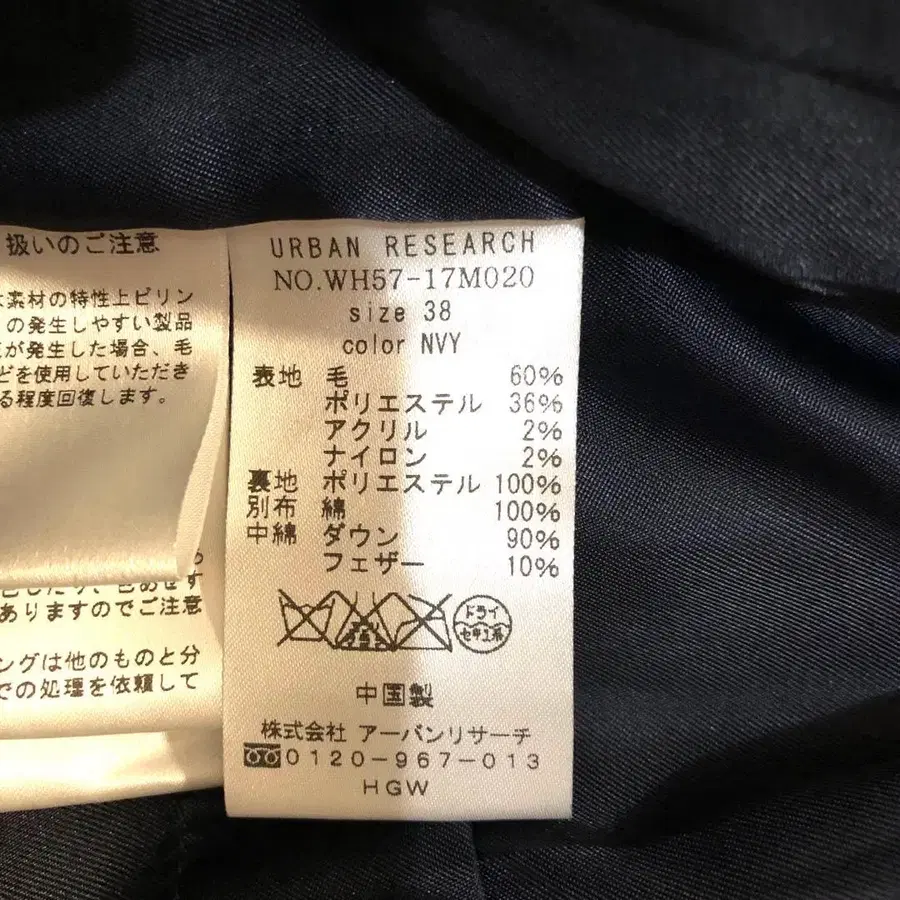 扱いのご注意
素材の特性上ピリン
の発生しやすい製品
が発生した場合、毛
どを使用していただき
る程度回復します。
ありますのでご注意
ングは他のものと分
での処理を依頼して
URBAN RESEARCH
NO.WH57-17M020
size 38
color NVY
表地 毛 60%
ポリエステル 36%
アクリル 2%
ナイロン 2%
裏地 ポリエステル 100%
別布 綿 100%
中綿 ダウン 90%
フェザー 10%
ドライ
セキユ系
中国製
株式会社 アーバンリサーチ
0120-967-013
HGW